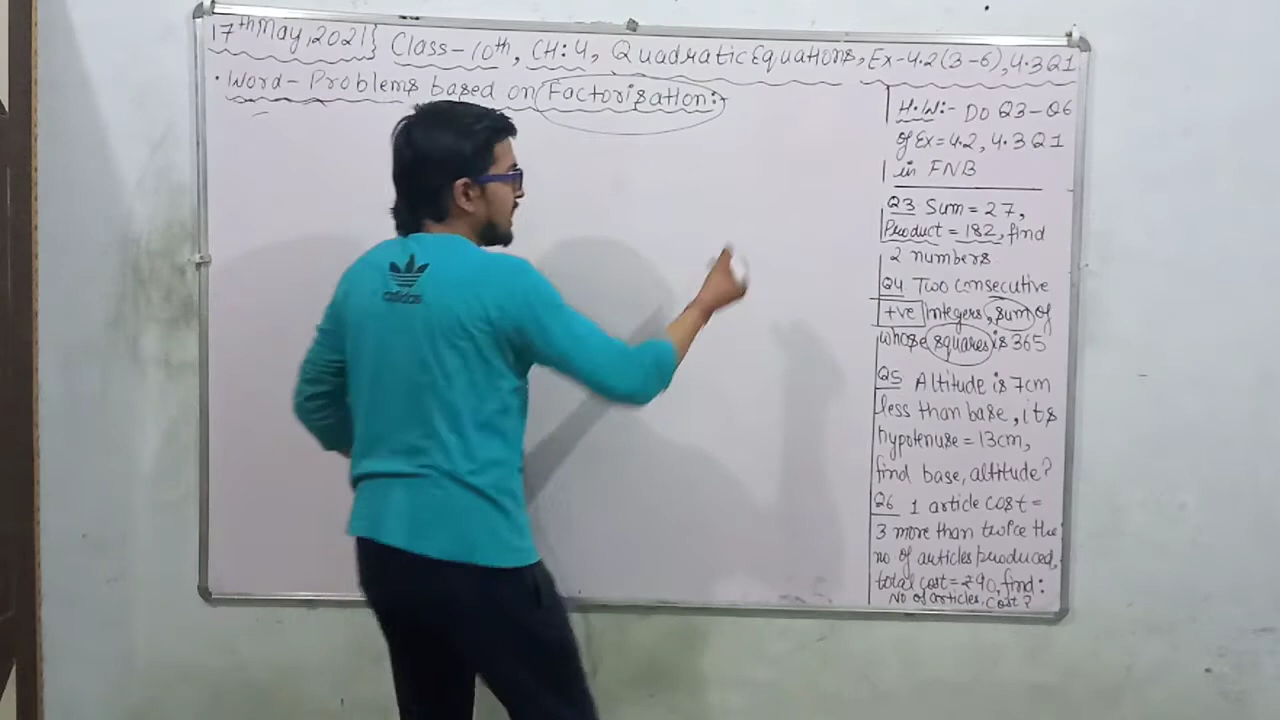 17th May, 2021} Class-10th, CH: 4, Quadratic Equations, Ex-4.2(3-6), 4.3Q1
• Word-Problems based on Factorisation:-
H.W:- Do Q3-Q6
of Ex=4.2, 4.3Q1
in FNB
Q3 Sum = 27,
Product = 182, find
2 numbers
Q4 Two consecutive
+ve Integers, sum of
whose squares is 365
Q5 Altitude is 7cm
less than base, its
hypotenuse = 13cm,
find base, altitude?
Q6 1 article cost =
3 more than twice the
no of articles produced,
total cost = ₹90, find:
No of articles, cost?
adidas